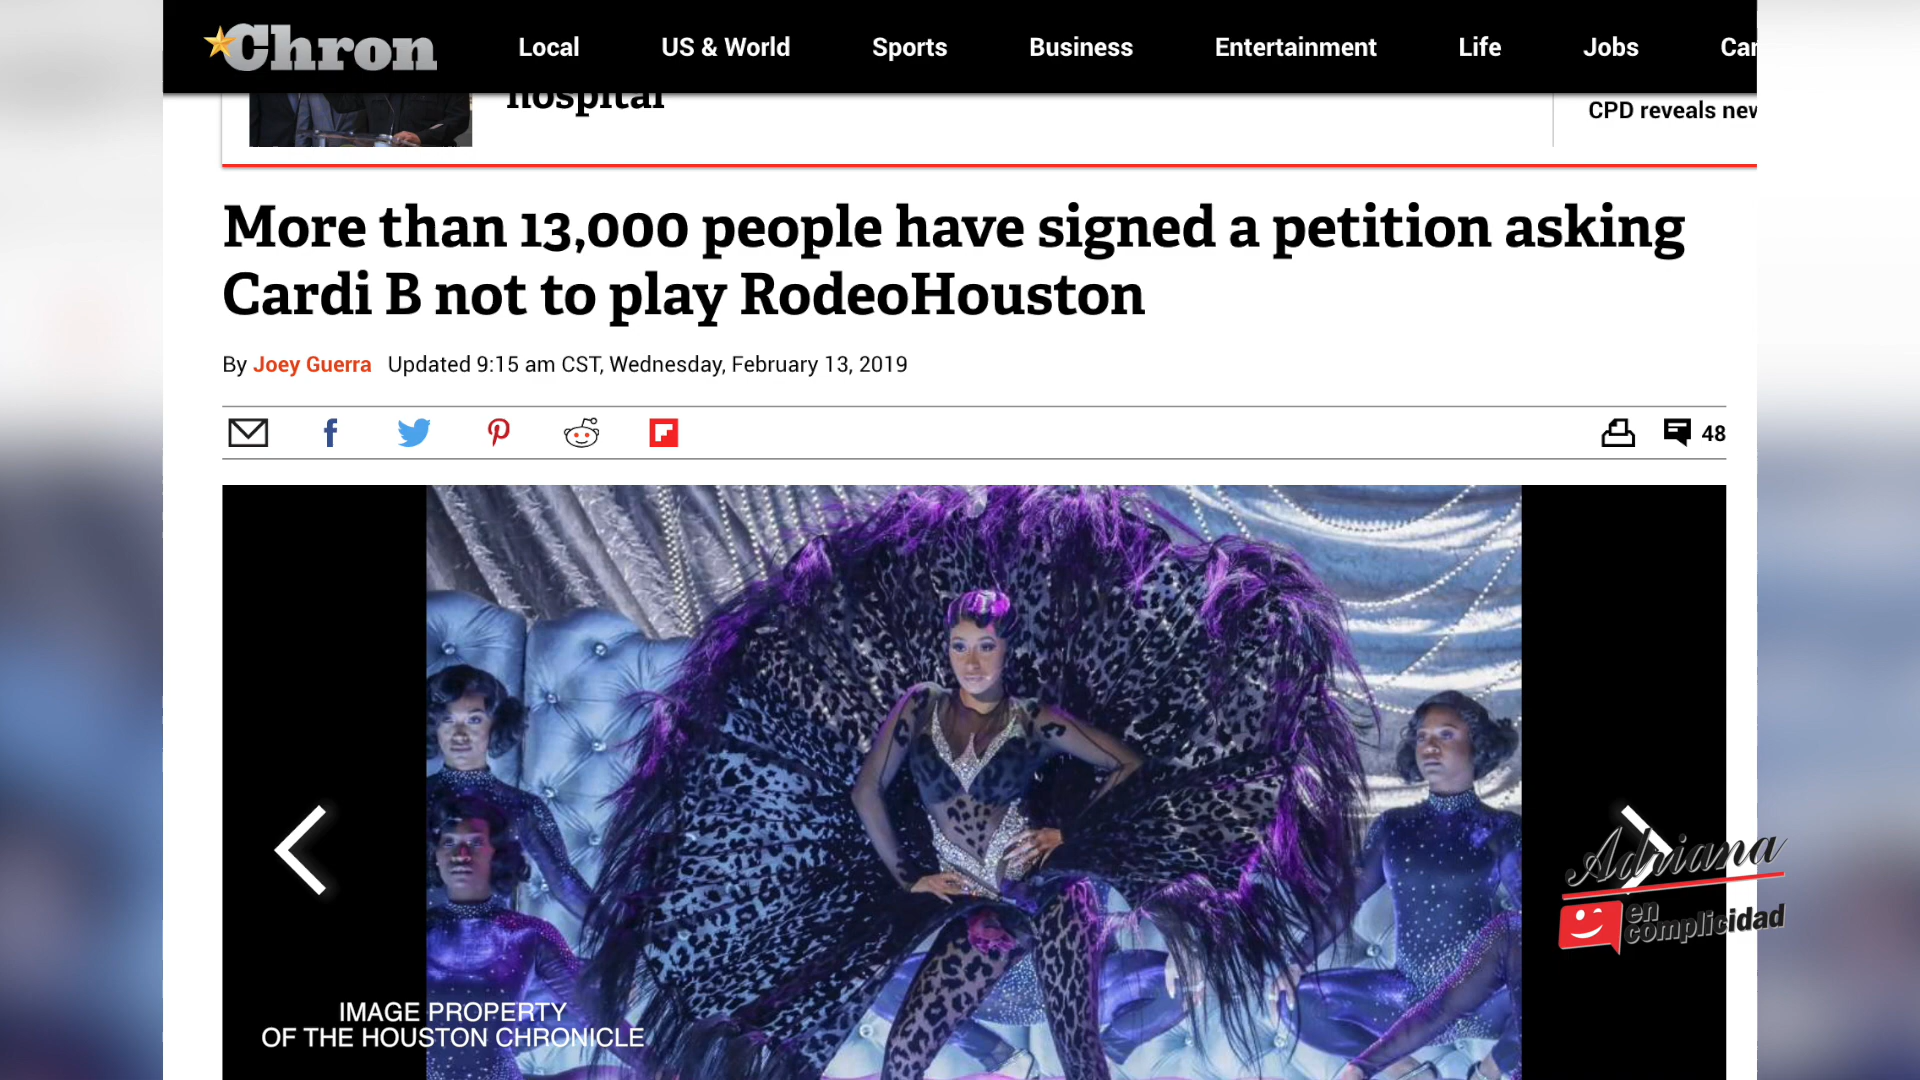 Chron
Local US & World Sports Business Entertainment Life Jobs Car
hospital
CPD reveals new
More than 13,000 people have signed a petition asking
Cardi B not to play RodeoHouston
By Joey Guerra Updated 9:15 am CST, Wednesday, February 13, 2019
48
Adriana
en
complicidad
IMAGE PROPERTY
OF THE HOUSTON CHRONICLE